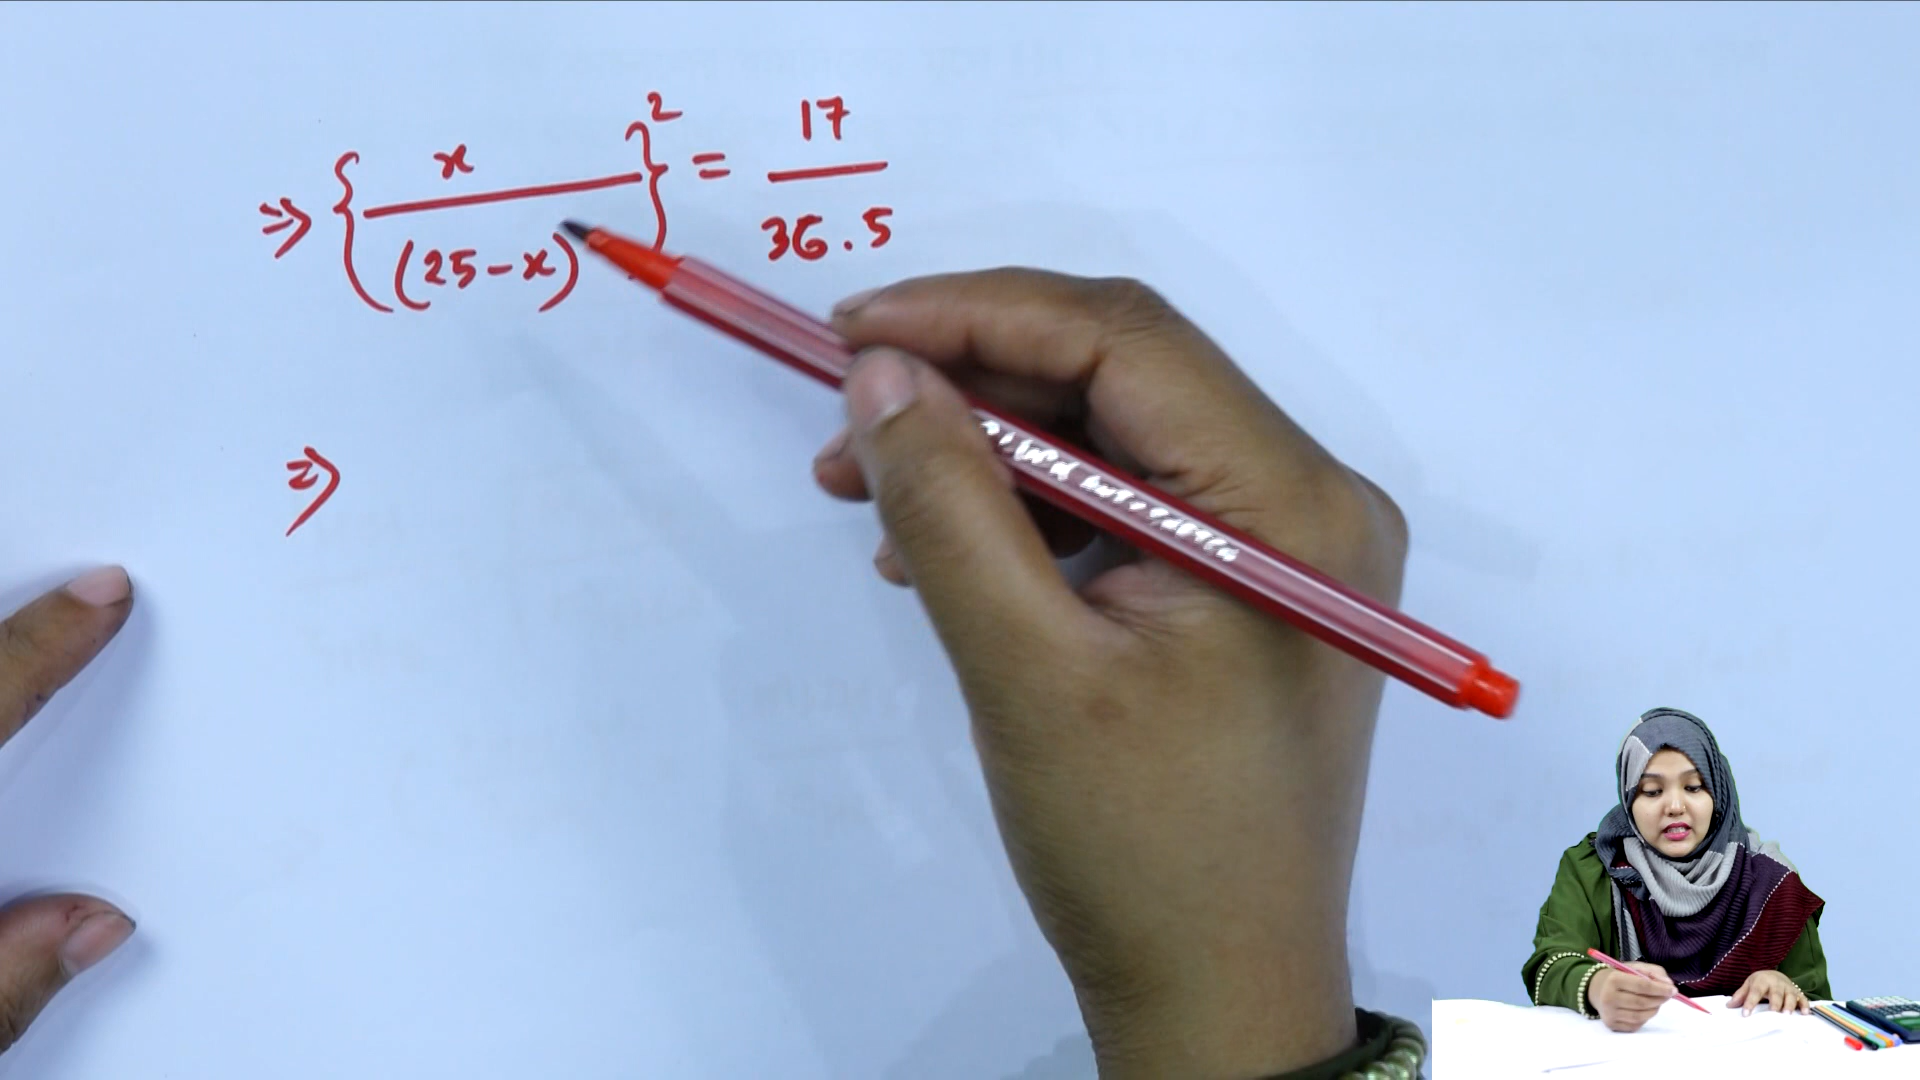 ⇒ { x / (25-x) }² = 17 / 36.5
⇒